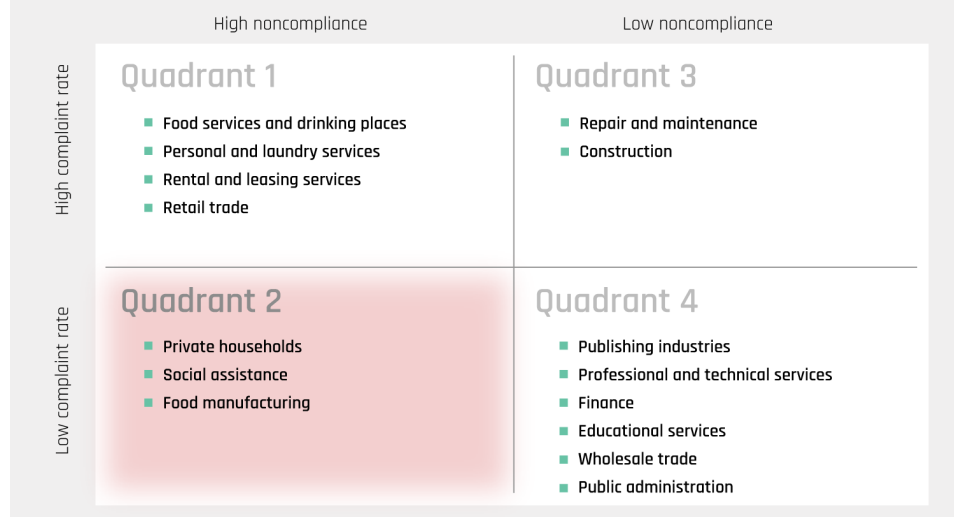 High noncompliance
Low noncompliance
High complaint rate
Quadrant 1
Food services and drinking places
Personal and laundry services
Rental and leasing services
Retail trade
Quadrant 3
Repair and maintenance
Construction
Low complaint rate
Quadrant 2
Private households
Social assistance
Food manufacturing
Quadrant 4
Publishing industries
Professional and technical services
Finance
Educational services
Wholesale trade
Public administration